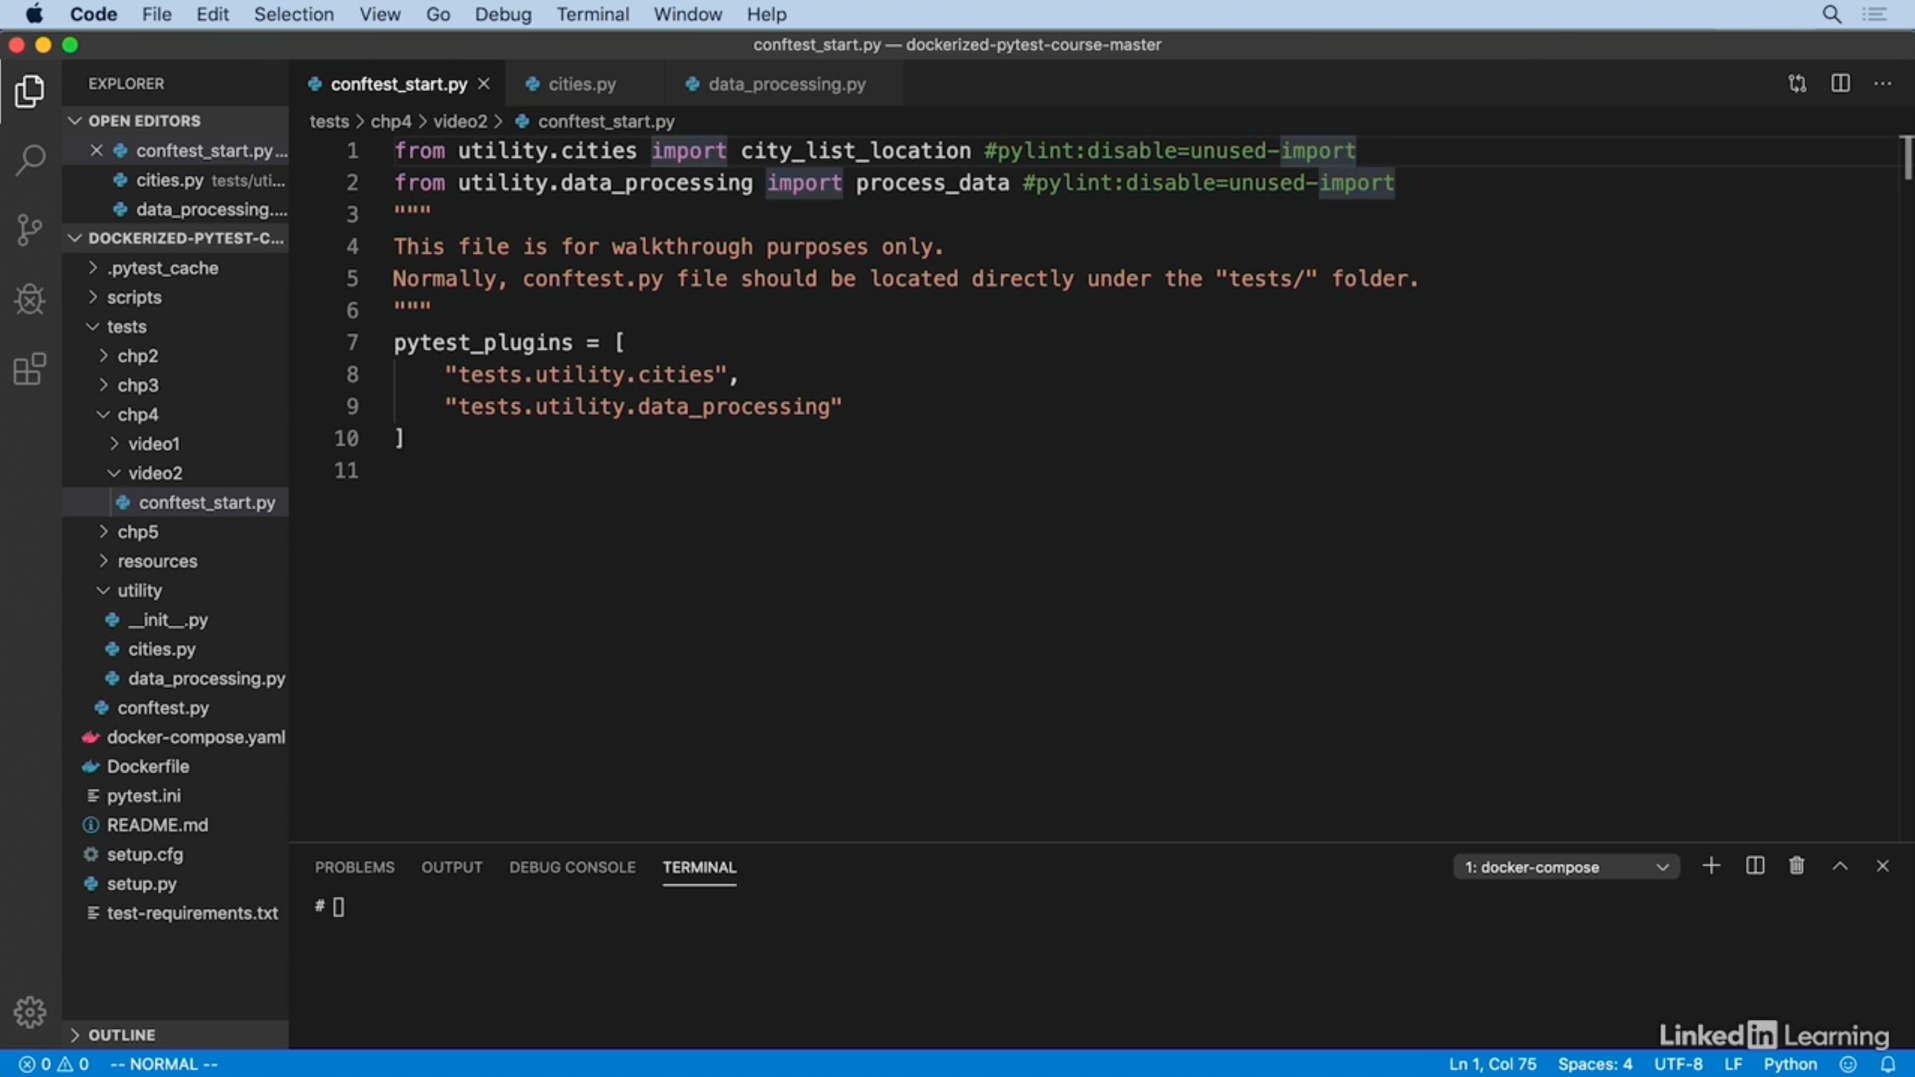 Code File Edit Selection View Go Debug Terminal Window Help
conftest_start.py — dockerized-pytest-course-master
EXPLORER
OPEN EDITORS
conftest_start.py...
cities.py tests/uti...
data_processing....
DOCKERIZED-PYTEST-C...
.pytest_cache
scripts
tests
chp2
chp3
chp4
video1
video2
conftest_start.py
chp5
resources
utility
__init__.py
cities.py
data_processing.py
conftest.py
docker-compose.yaml
Dockerfile
pytest.ini
README.md
setup.cfg
setup.py
test-requirements.txt
OUTLINE
conftest_start.py cities.py data_processing.py
tests > chp4 > video2 > conftest_start.py
1 from utility.cities import city_list_location #pylint:disable=unused-import
2 from utility.data_processing import process_data #pylint:disable=unused-import
3 """
4 This file is for walkthrough purposes only.
5 Normally, conftest.py file should be located directly under the "tests/" folder.
6 """
7 pytest_plugins = [
8 "tests.utility.cities",
9 "tests.utility.data_processing"
10 ]
11
PROBLEMS OUTPUT DEBUG CONSOLE TERMINAL 1: docker-compose
#
Linked in Learning
0 0 -- NORMAL -- Ln 1, Col 75 Spaces: 4 UTF-8 LF Python